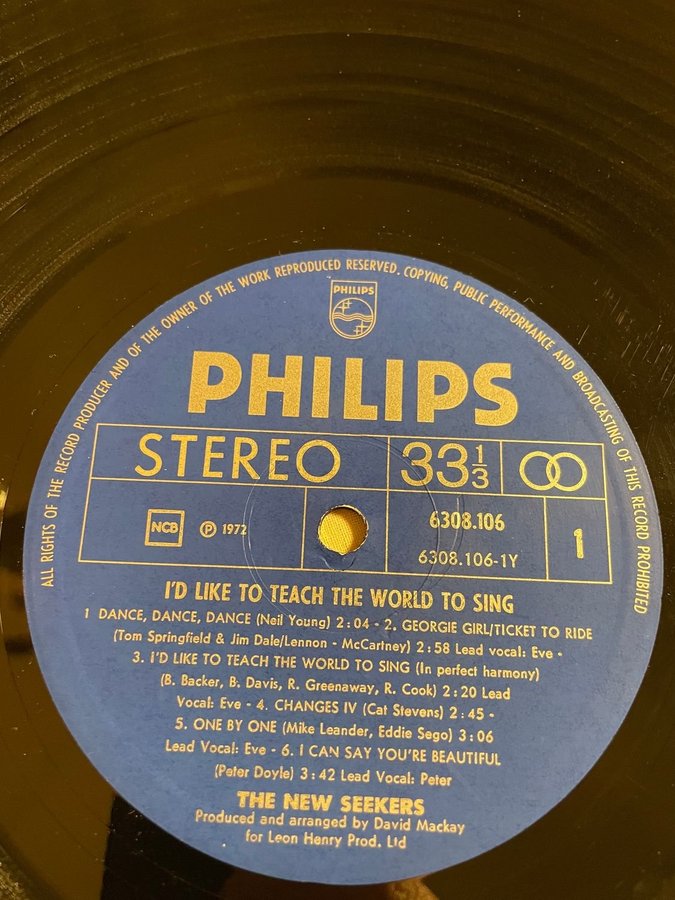 ALL RIGHTS OF THE RECORD PRODUCER AND OF THE OWNER OF THE WORK REPRODUCED RESERVED. COPYING, PUBLIC PERFORMANCE AND BROADCASTING OF THIS RECORD PROHIBITED
PHILIPS
PHILIPS
STEREO 33 1/3
NCB ℗ 1972 6308.106 1
6308.106-1Y
I'D LIKE TO TEACH THE WORLD TO SING
1 DANCE, DANCE, DANCE (Neil Young) 2:04 - 2. GEORGIE GIRL/TICKET TO RIDE
(Tom Springfield & Jim Dale/Lennon - McCartney) 2:58 Lead vocal: Eve -
3. I'D LIKE TO TEACH THE WORLD TO SING (In perfect harmony)
(B. Backer, B. Davis, R. Greenaway, R. Cook) 2:20 Lead
Vocal: Eve - 4. CHANGES IV (Cat Stevens) 2:45 -
5. ONE BY ONE (Mike Leander, Eddie Sego) 3:06
Lead Vocal: Eve - 6. I CAN SAY YOU'RE BEAUTIFUL
(Peter Doyle) 3:42 Lead Vocal: Peter
THE NEW SEEKERS
Produced and arranged by David Mackay
for Leon Henry Prod. Ltd